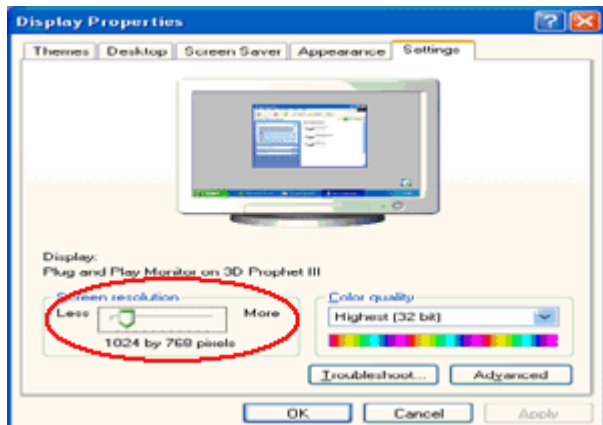 Display Properties
Themes Desktop Screen Saver Appearance Settings
Display:
Plug and Play Monitor on 3D Prophet III
Screen resolution
Less More
1024 by 768 pixels
Color quality
Highest (32 bit)
Troubleshoot... Advanced
OK Cancel Apply